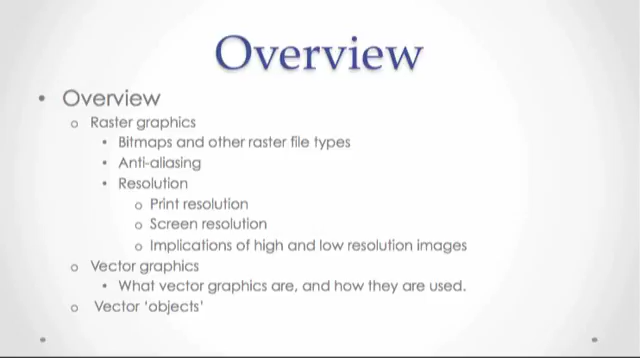 Overview
• Overview
o Raster graphics
• Bitmaps and other raster file types
• Anti-aliasing
• Resolution
o Print resolution
o Screen resolution
o Implications of high and low resolution images
o Vector graphics
• What vector graphics are, and how they are used.
o Vector 'objects'